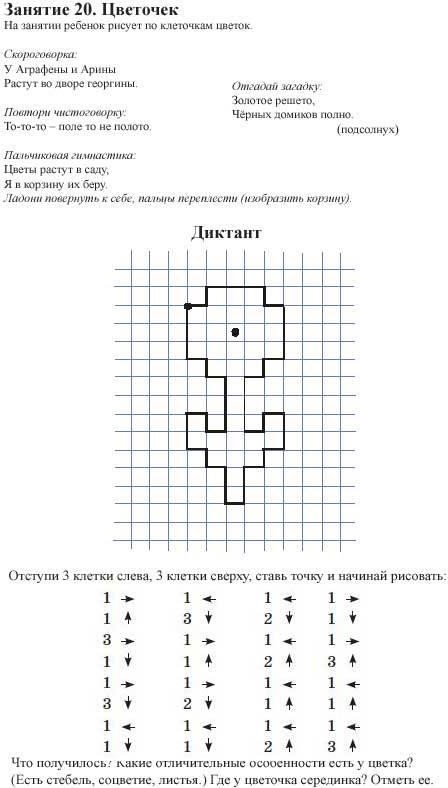 Занятие 20. Цветочек
На занятии ребенок рисует по клеточкам цветок.
Скороговорка:
У Аграфены и Арины
Растут во дворе георгины.
Повтори чистоговорку:
То-то-то – поле то не полото.
Отгадай загадку:
Золотое решето,
Чёрных домиков полно.
(подсолнух)
Пальчиковая гимнастика:
Цветы растут в саду,
Я в корзину их беру.
Ладони повернуть к себе, пальцы переплести (изобразить корзину).
Диктант
Отступи 3 клетки слева, 3 клетки сверху, ставь точку и начинай рисовать:
1 → 1 ← 1 ← 1 →
1 ↑ 3 ↓ 2 ↓ 1 ↓
3 → 1 → 1 ← 1 →
1 ↓ 1 ↑ 2 ↑ 3 ↑
1 → 1 → 1 ← 1 ←
3 ↓ 2 ↓ 1 ↑ 1 ↑
1 ← 1 ← 1 ← 1 ←
1 ↓ 1 ↓ 2 ↑ 3 ↑
Что получилось? Какие отличительные особенности есть у цветка?
(Есть стебель, соцветие, листья.) Где у цветочка серединка? Отметь ее.